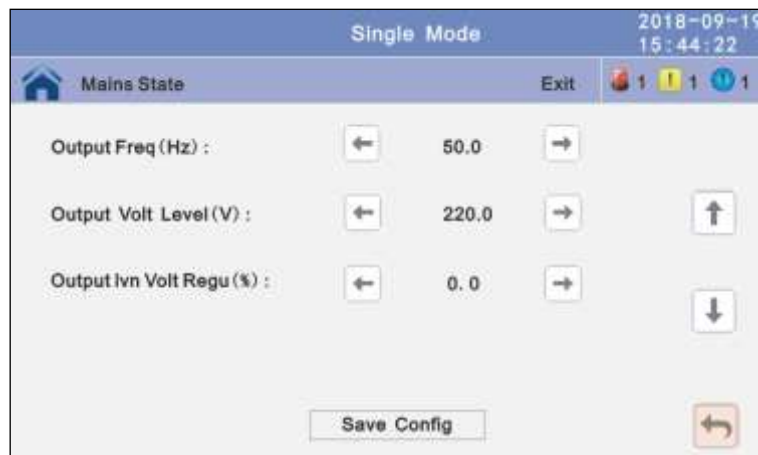 Single Mode
2018-09-19
15:44:22
Mains State
Exit
1
! 1
1
Output Freq(Hz) :
50.0
Output Volt Level(V) :
220.0
Output Ivn Volt Regu(%) :
0.0
Save Config